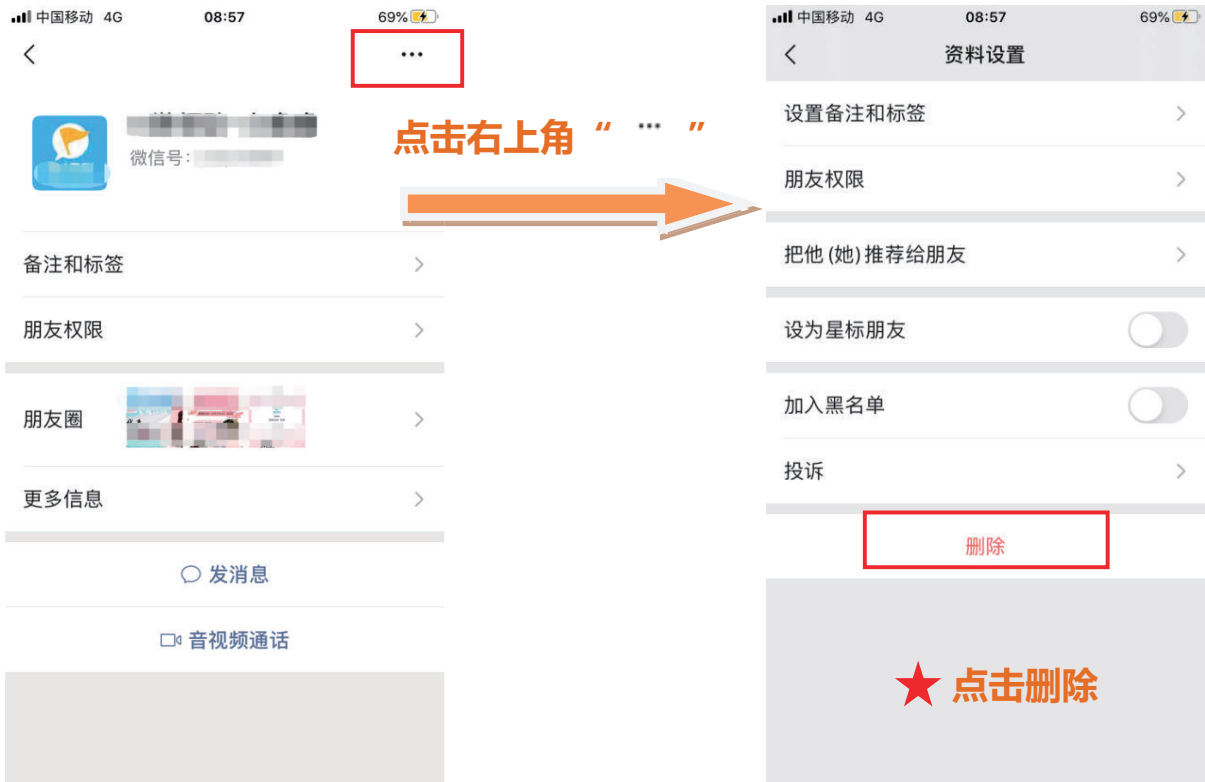 中国移动 4G 08:57 69%
...
微信号:
备注和标签
朋友权限
朋友圈
更多信息
发消息
音视频通话
点击右上角“ ... ”
中国移动 4G 08:57 69%
资料设置
设置备注和标签
朋友权限
把他(她)推荐给朋友
设为星标朋友
加入黑名单
投诉
删除
★ 点击删除